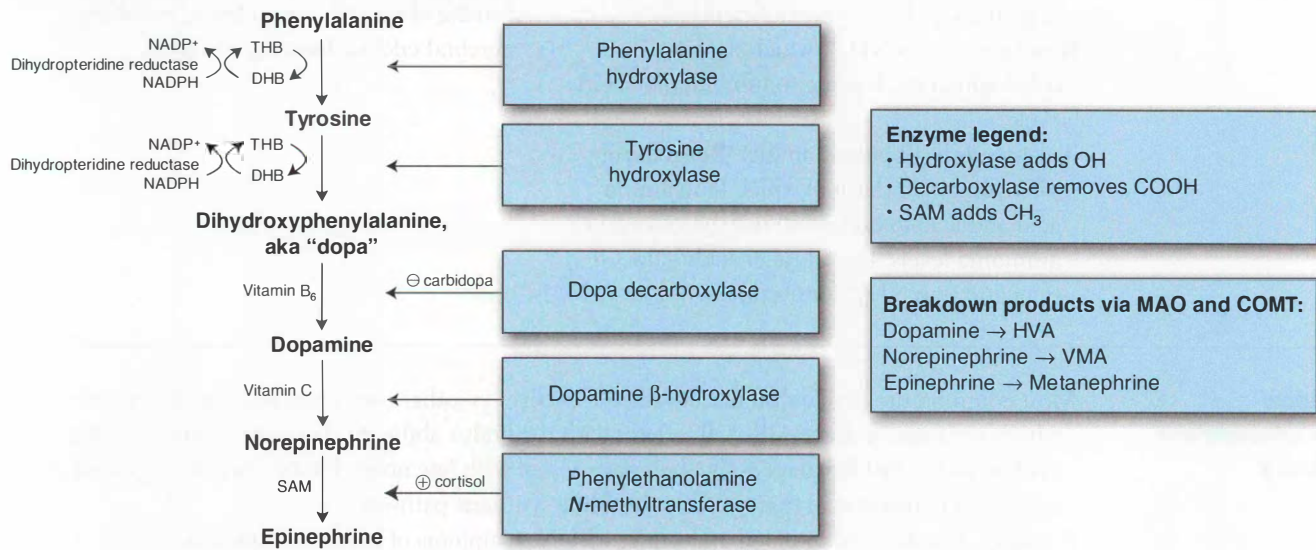 Phenylalanine
NADP⁺
THB
Dihydropteridine reductase
NADPH
DHB
Phenylalanine
hydroxylase
Tyrosine
NADP⁺
THB
Dihydropteridine reductase
NADPH
DHB
Tyrosine
hydroxylase
Dihydroxyphenylalanine,
aka “dopa”
Vitamin B₆
⊖ carbidopa
Dopa decarboxylase
Dopamine
Vitamin C
Dopamine β-hydroxylase
Norepinephrine
SAM
⊕ cortisol
Phenylethanolamine
N-methyltransferase
Epinephrine
Enzyme legend:
• Hydroxylase adds OH
• Decarboxylase removes COOH
• SAM adds CH₃
Breakdown products via MAO and COMT:
Dopamine → HVA
Norepinephrine → VMA
Epinephrine → Metanephrine